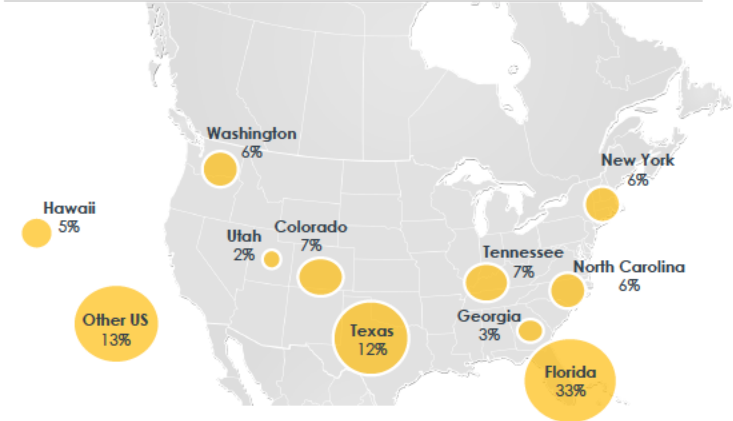 Washington
6%
New York
6%
Hawaii
5%
Utah
2%
Colorado
7%
Tennessee
7%
North Carolina
6%
Other US
13%
Texas
12%
Georgia
3%
Florida
33%